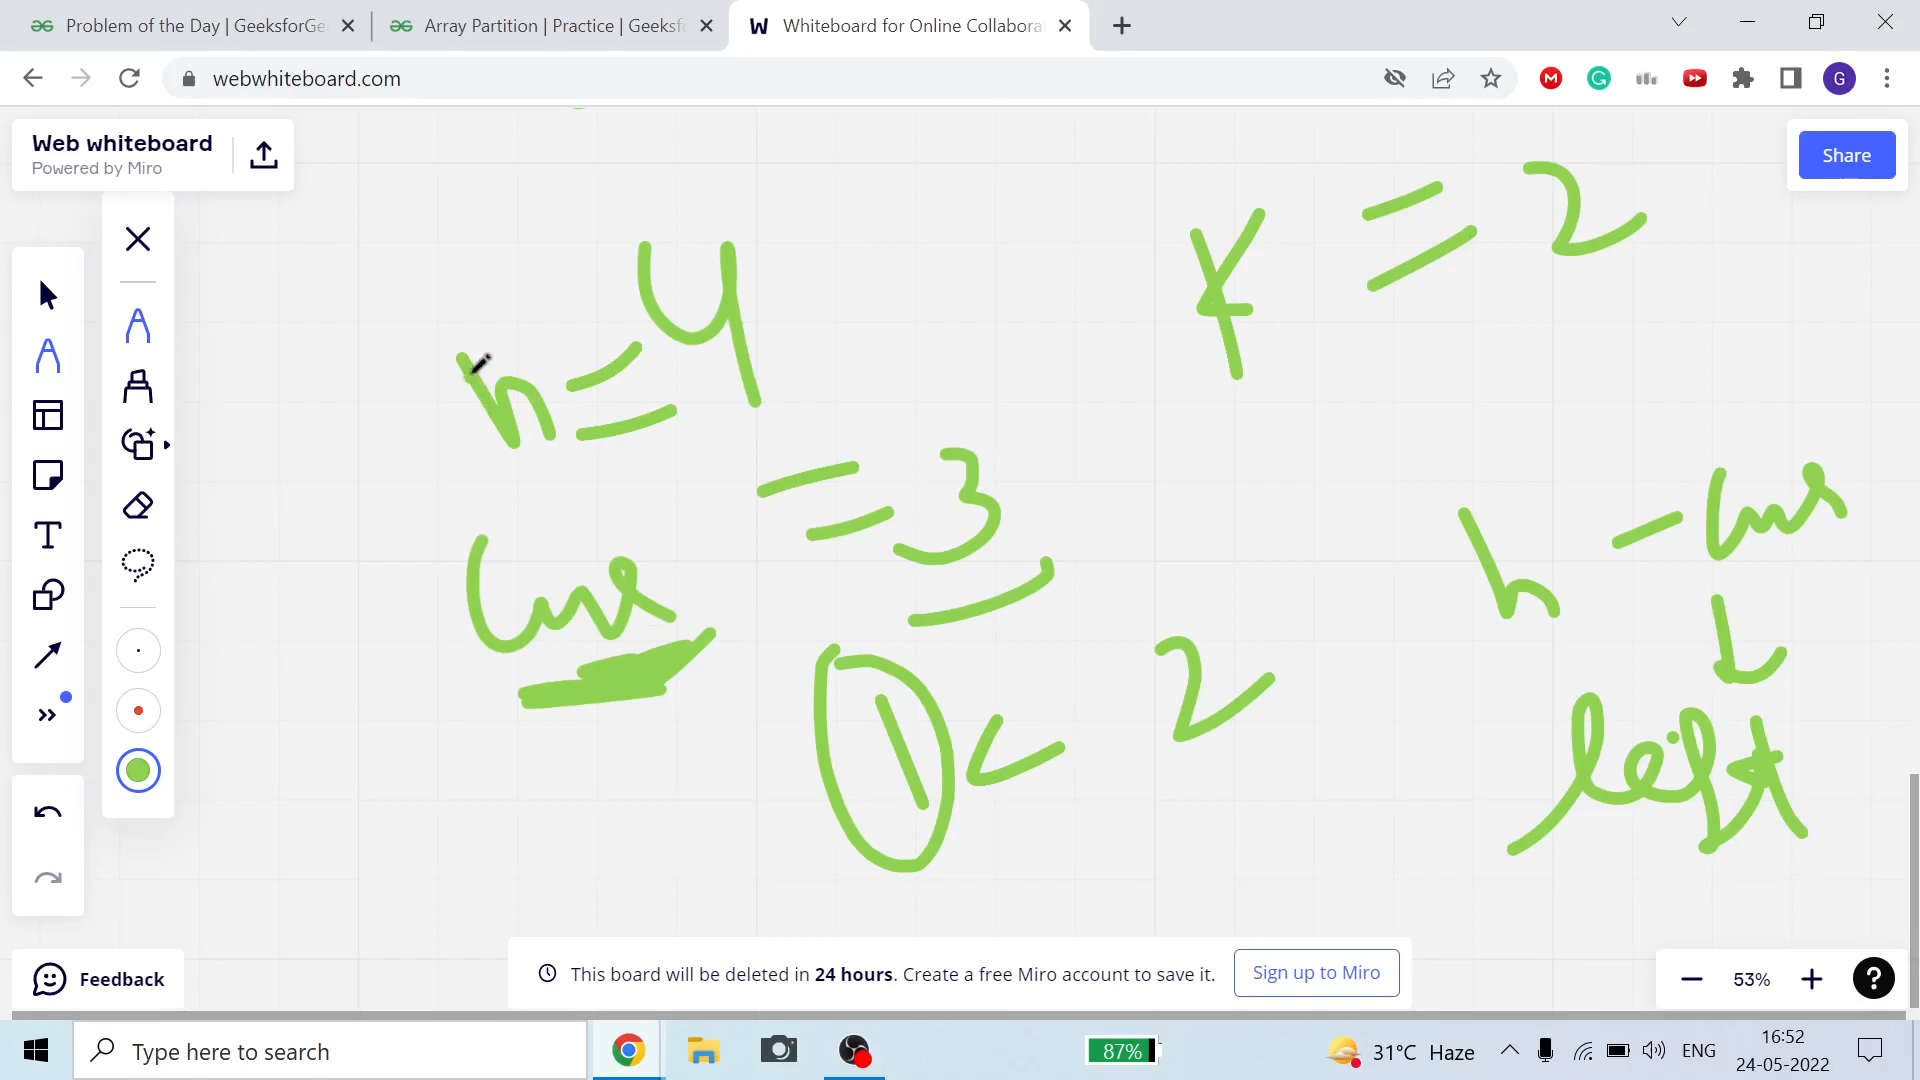 Problem of the Day | GeeksforGe
Array Partition | Practice | Geeksfo
W Whiteboard for Online Collabora
webwhiteboard.com
G
Web whiteboard
Powered by Miro
Share
K = 2
n = 4
Cur = 3
n - Cur
1 < 2
left
Feedback
This board will be deleted in 24 hours. Create a free Miro account to save it.
Sign up to Miro
53%
?
Type here to search
87%
31°C Haze
ENG
16:52
24-05-2022